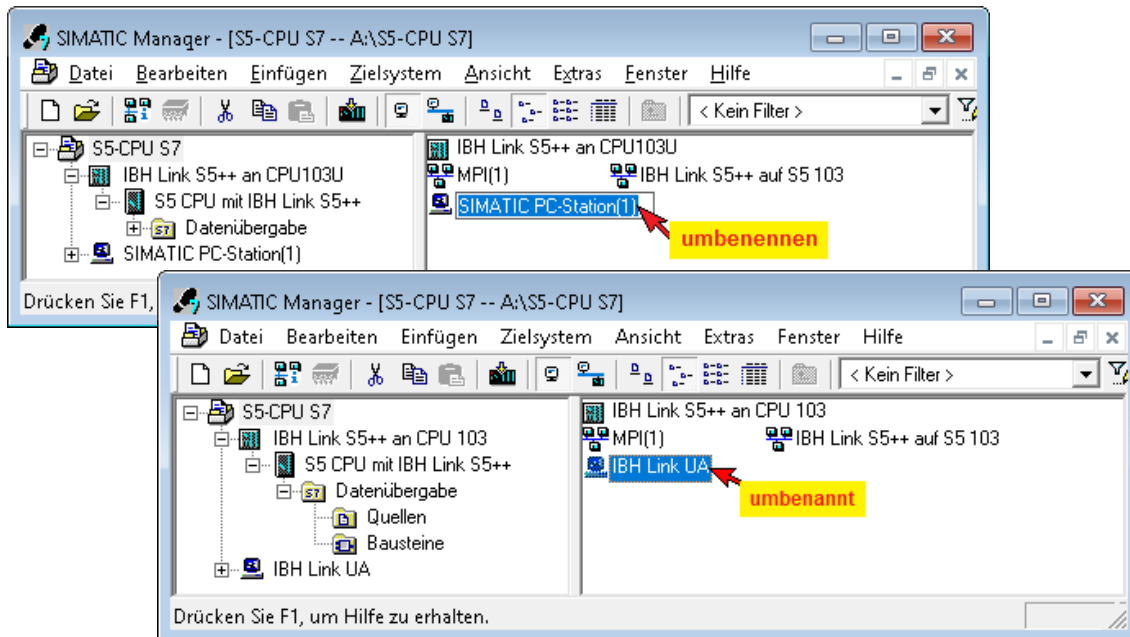 SIMATIC Manager - [S5-CPU S7 -- A:\S5-CPU S7]
Datei Bearbeiten Einfügen Zielsystem Ansicht Extras Fenster Hilfe
< Kein Filter >
S5-CPU S7
IBH Link S5++ an CPU103U
S5 CPU mit IBH Link S5++
Datenübergabe
SIMATIC PC-Station(1)
IBH Link S5++ an CPU103U
MPI(1) IBH Link S5++ auf S5 103
SIMATIC PC-Station(1)
umbenennen
Drücken Sie F1,
SIMATIC Manager - [S5-CPU S7 -- A:\S5-CPU S7]
Datei Bearbeiten Einfügen Zielsystem Ansicht Extras Fenster Hilfe
< Kein Filter >
S5-CPU S7
IBH Link S5++ an CPU 103
S5 CPU mit IBH Link S5++
Datenübergabe
Quellen
Bausteine
IBH Link UA
IBH Link S5++ an CPU 103
MPI(1) IBH Link S5++ auf S5 103
IBH Link UA
umbenannt
Drücken Sie F1, um Hilfe zu erhalten.